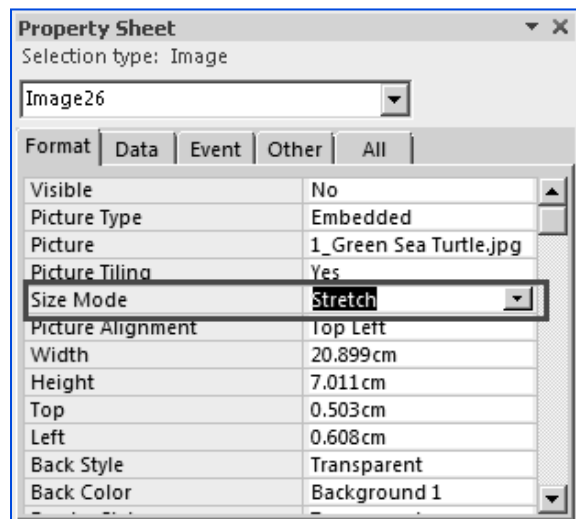 Property Sheet
Selection type: Image
Image26
Format Data Event Other All
Visible No
Picture Type Embedded
Picture 1_Green Sea Turtle.jpg
Picture Tiling Yes
Size Mode Stretch
Picture Alignment Top Left
Width 20.899cm
Height 7.011cm
Top 0.503cm
Left 0.608cm
Back Style Transparent
Back Color Background 1